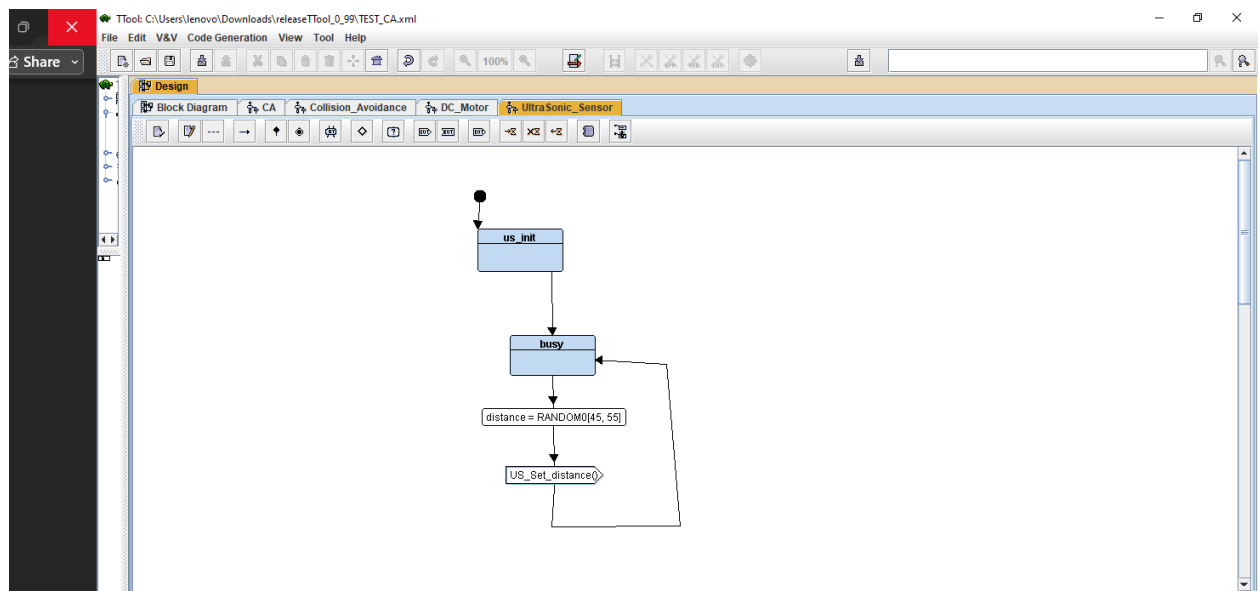 TTool: C:\Users\lenovo\Downloads\releaseTTool_0_99\TEST_CA.xml
File Edit V&V Code Generation View Tool Help
Share
100%
Design
Block Diagram CA Collision_Avoidance DC_Motor UltraSonic_Sensor
us_init
busy
distance = RANDOM0[45, 55]
US_Set_distance()